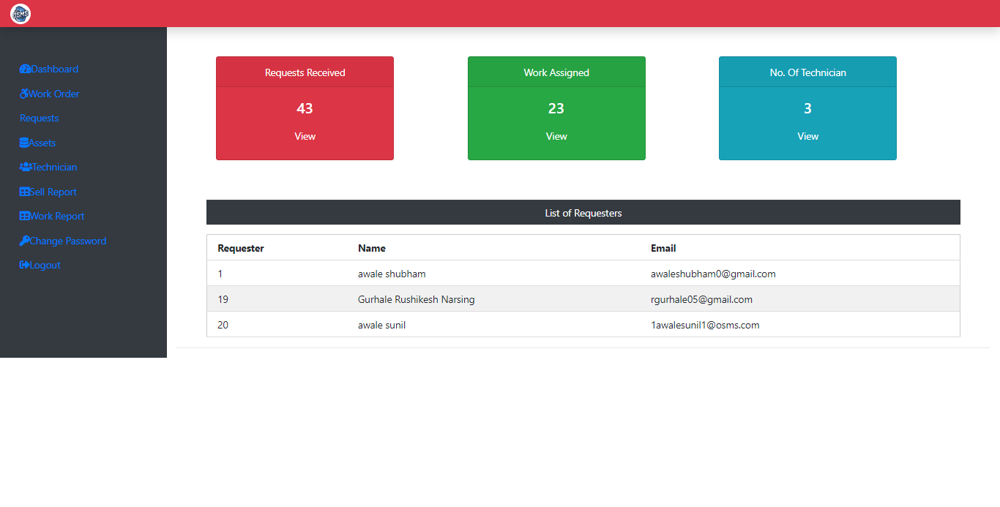 OSMS
Dashboard
Work Order
Requests
Assets
Technician
Sell Report
Work Report
Change Password
Logout
Requests Received
43
View
Work Assigned
23
View
No. Of Technician
3
View
List of Requesters
Requester Name Email
1 awale shubham awaleshubham0@gmail.com
19 Gurhale Rushikesh Narsing rgurhale05@gmail.com
20 awale sunil 1awalesunil1@osms.com